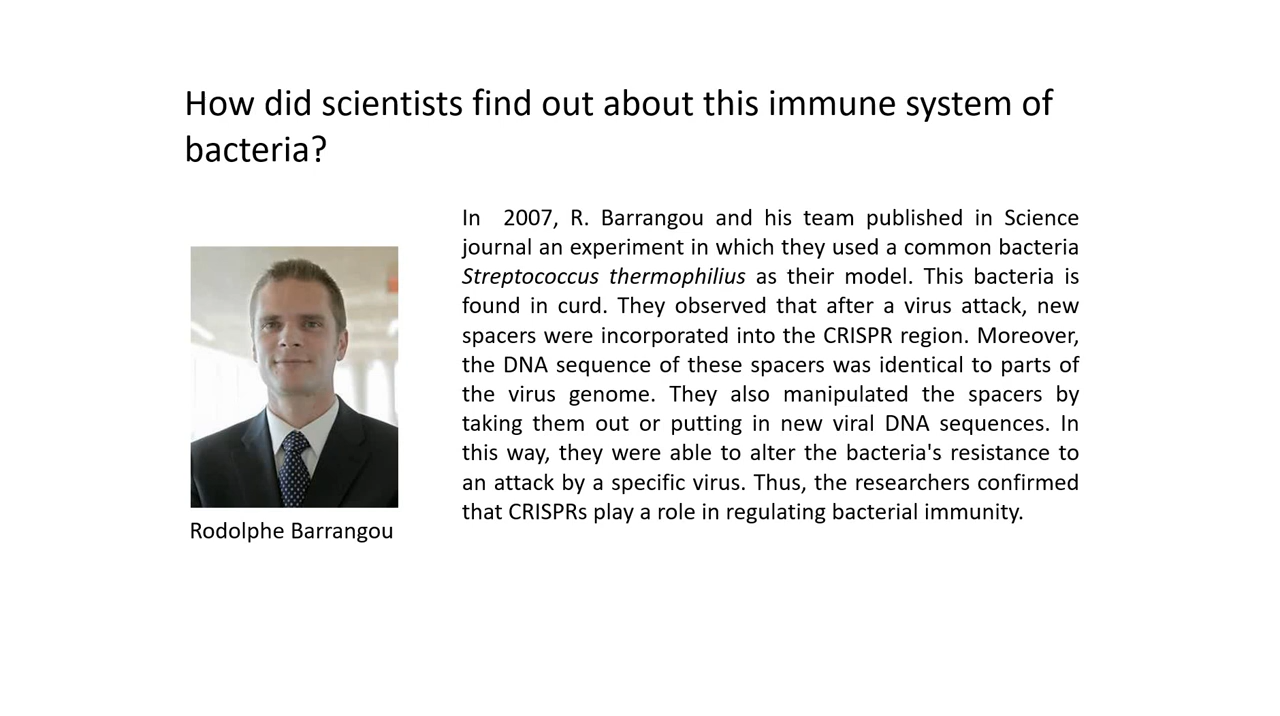 How did scientists find out about this immune system of
bacteria?
In  2007, R. Barrangou and his team published in Science
journal an experiment in which they used a common bacteria
Streptococcus thermophilius as their model. This bacteria is
found in curd. They observed that after a virus attack, new
spacers were incorporated into the CRISPR region. Moreover,
the DNA sequence of these spacers was identical to parts of
the virus genome. They also manipulated the spacers by
taking them out or putting in new viral DNA sequences. In
this way, they were able to alter the bacteria's resistance to
an attack by a specific virus. Thus, the researchers confirmed
that CRISPRs play a role in regulating bacterial immunity.
Rodolphe Barrangou